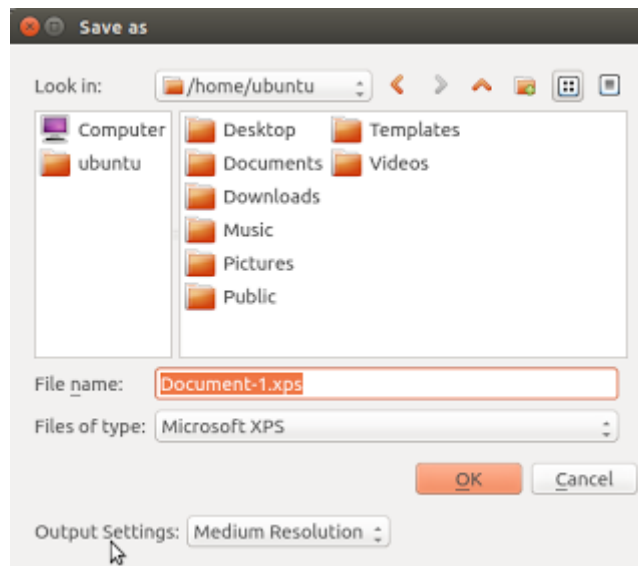 Save as
Look in: /home/ubuntu
Computer
ubuntu
Desktop
Documents
Downloads
Music
Pictures
Public
Templates
Videos
File name: Document-1.xps
Files of type: Microsoft XPS
OK Cancel
Output Settings: Medium Resolution